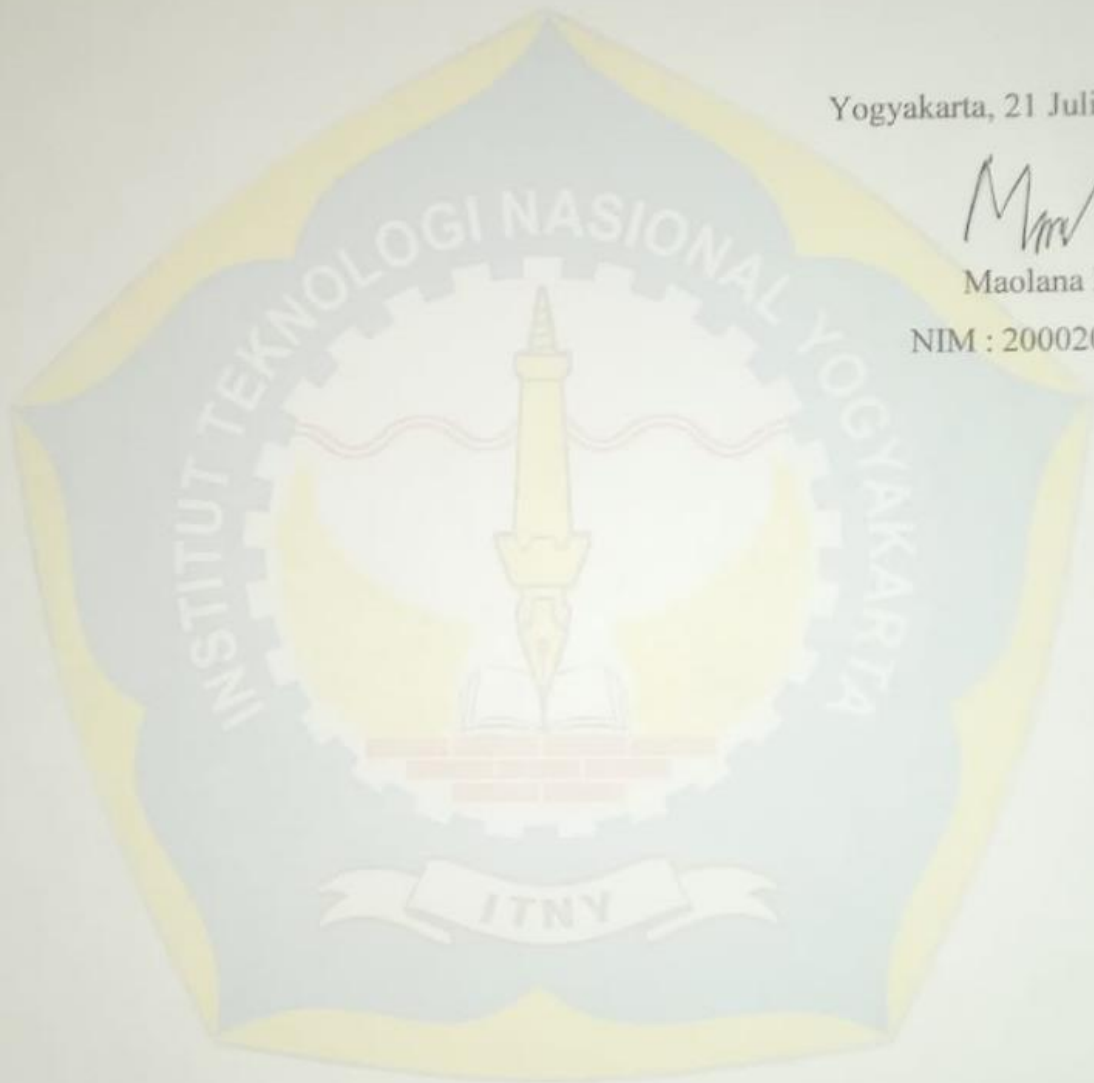 Yogyakarta, 21 Juli
Maolana
NIM : 20002
INSTITUT TEKNOLOGI NASIONAL YOGYAKARTA
ITNY